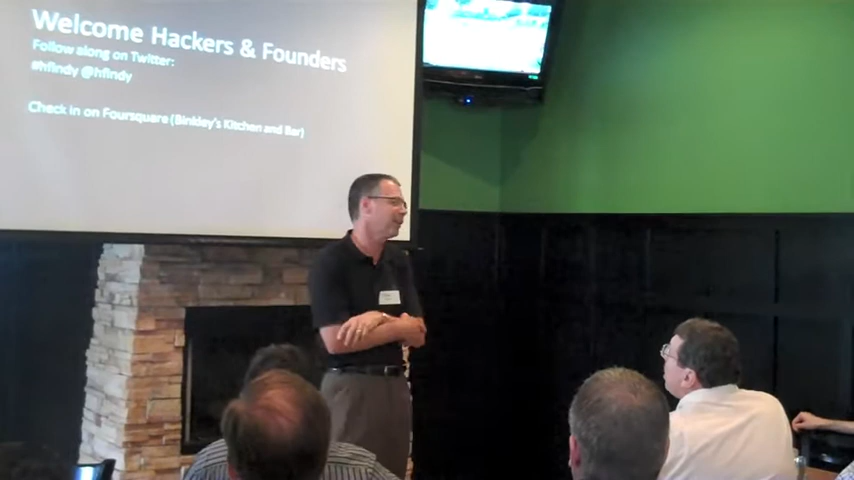 Welcome Hackers & Founders
Follow along on Twitter:
#hfindy @hfindy
Check in on Foursquare (Binkley's Kitchen and Bar)